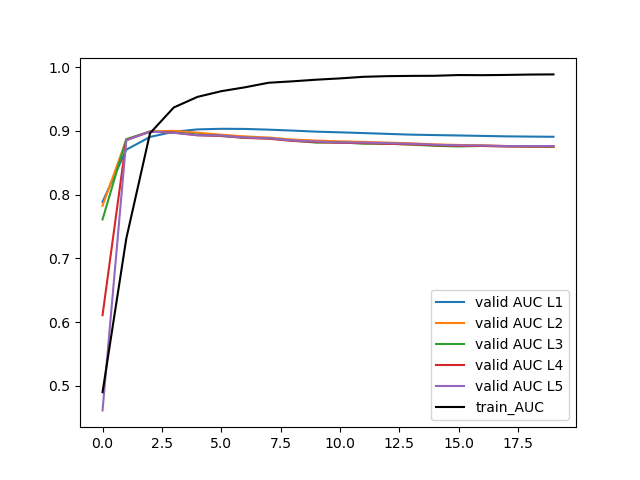 1.0
0.9
0.8
0.7
0.6
0.5
0.0 2.5 5.0 7.5 10.0 12.5 15.0 17.5
valid AUC L1
valid AUC L2
valid AUC L3
valid AUC L4
valid AUC L5
train_AUC